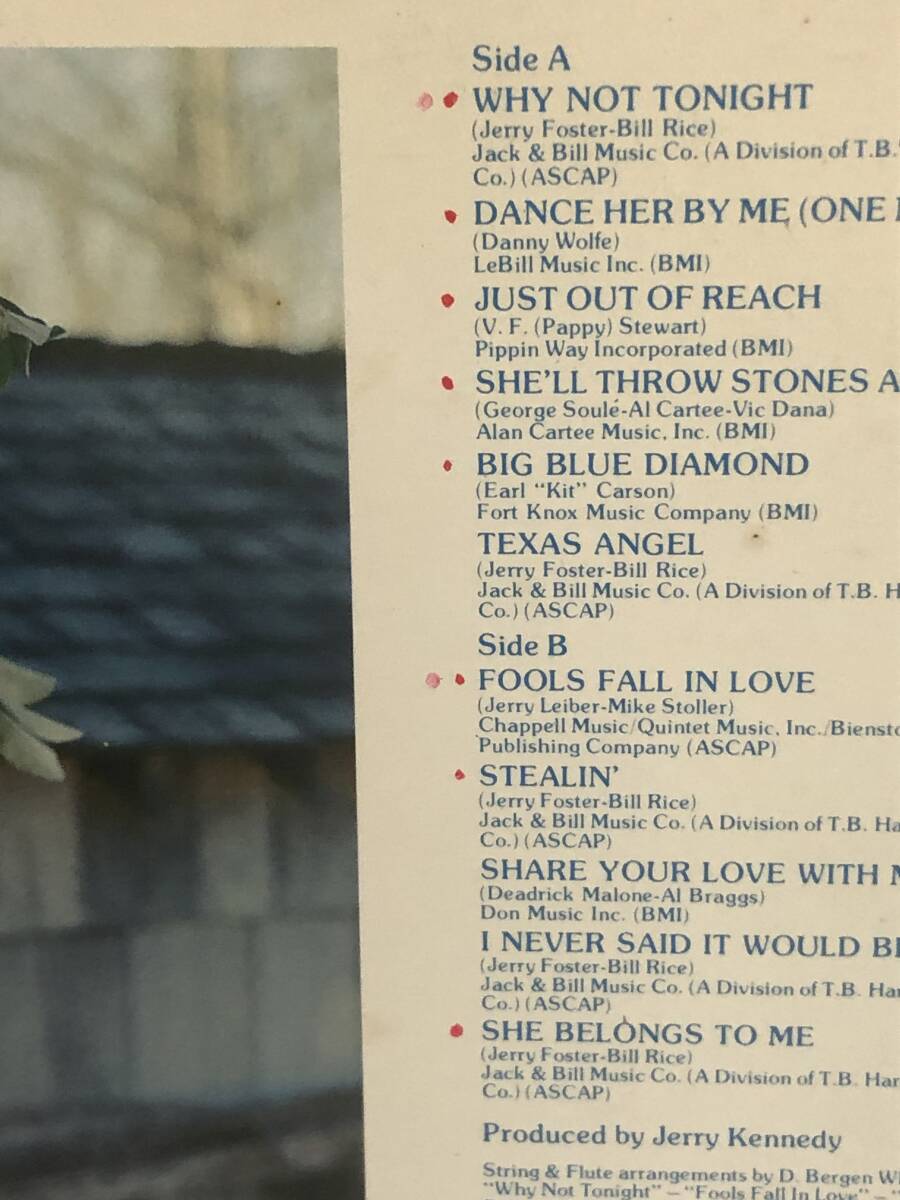 Side A
WHY NOT TONIGHT
(Jerry Foster-Bill Rice)
Jack & Bill Music Co. (A Division of T.B.
Co.) (ASCAP)
DANCE HER BY ME (ONE
(Danny Wolfe)
LeBill Music Inc. (BMI)
JUST OUT OF REACH
(V. F. (Pappy) Stewart)
Pippin Way Incorporated (BMI)
SHE'LL THROW STONES A
(George Soulé-Al Cartee-Vic Dana)
Alan Cartee Music, Inc. (BMI)
BIG BLUE DIAMOND
(Earl "Kit" Carson)
Fort Knox Music Company (BMI)
TEXAS ANGEL
(Jerry Foster-Bill Rice)
Jack & Bill Music Co. (A Division of T.B. H
Co.) (ASCAP)
Side B
FOOLS FALL IN LOVE
(Jerry Leiber-Mike Stoller)
Chappell Music/Quintet Music, Inc./Bienst
Publishing Company (ASCAP)
STEALIN'
(Jerry Foster-Bill Rice)
Jack & Bill Music Co. (A Division of T.B. Ha
Co.) (ASCAP)
SHARE YOUR LOVE WITH
(Deadrick Malone-Al Braggs)
Don Music Inc. (BMI)
I NEVER SAID IT WOULD B
(Jerry Foster-Bill Rice)
Jack & Bill Music Co. (A Division of T.B. Har
Co.) (ASCAP)
SHE BELONGS TO ME
(Jerry Foster-Bill Rice)
Jack & Bill Music Co. (A Division of T.B. Har
Co.) (ASCAP)
Produced by Jerry Kennedy
String & Flute arrangements by D. Bergen W
"Why Not Tonight" – "Fools Fall In Love" – "